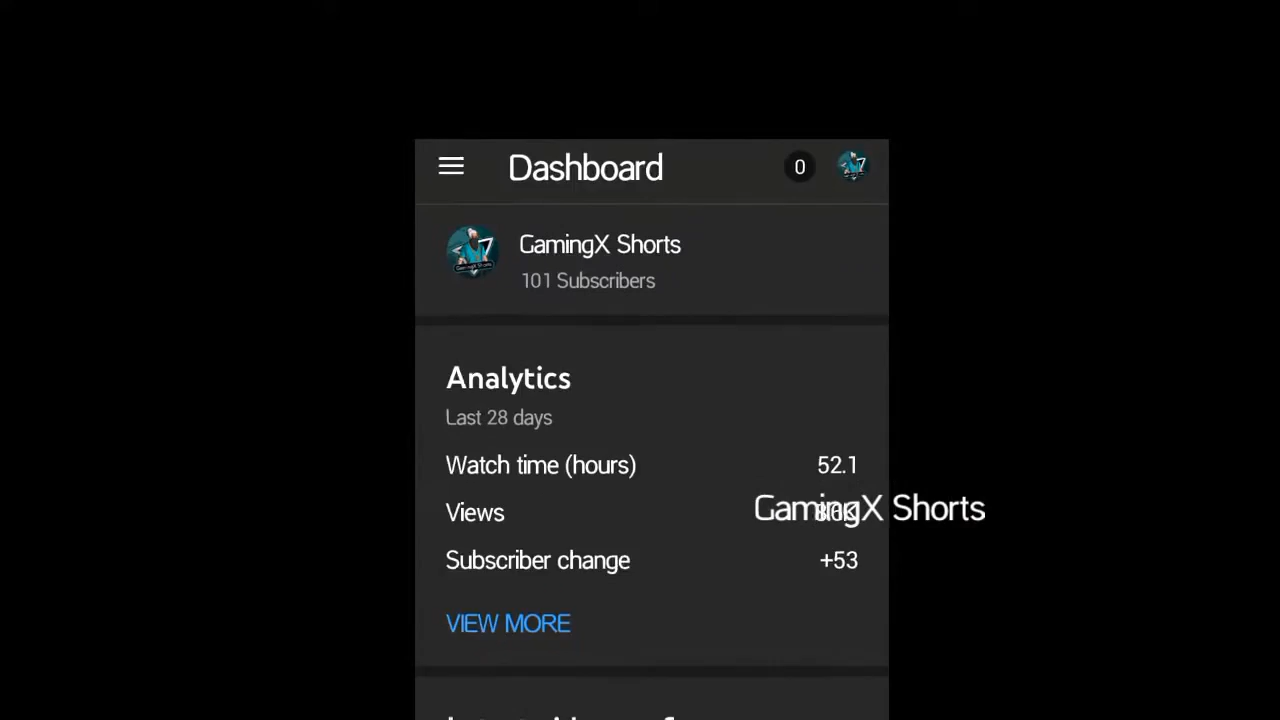 Dashboard 0
GamingX Shorts
101 Subscribers
Analytics
Last 28 days
Watch time (hours) 52.1
Views
GamingX Shorts
Subscriber change +53
VIEW MORE